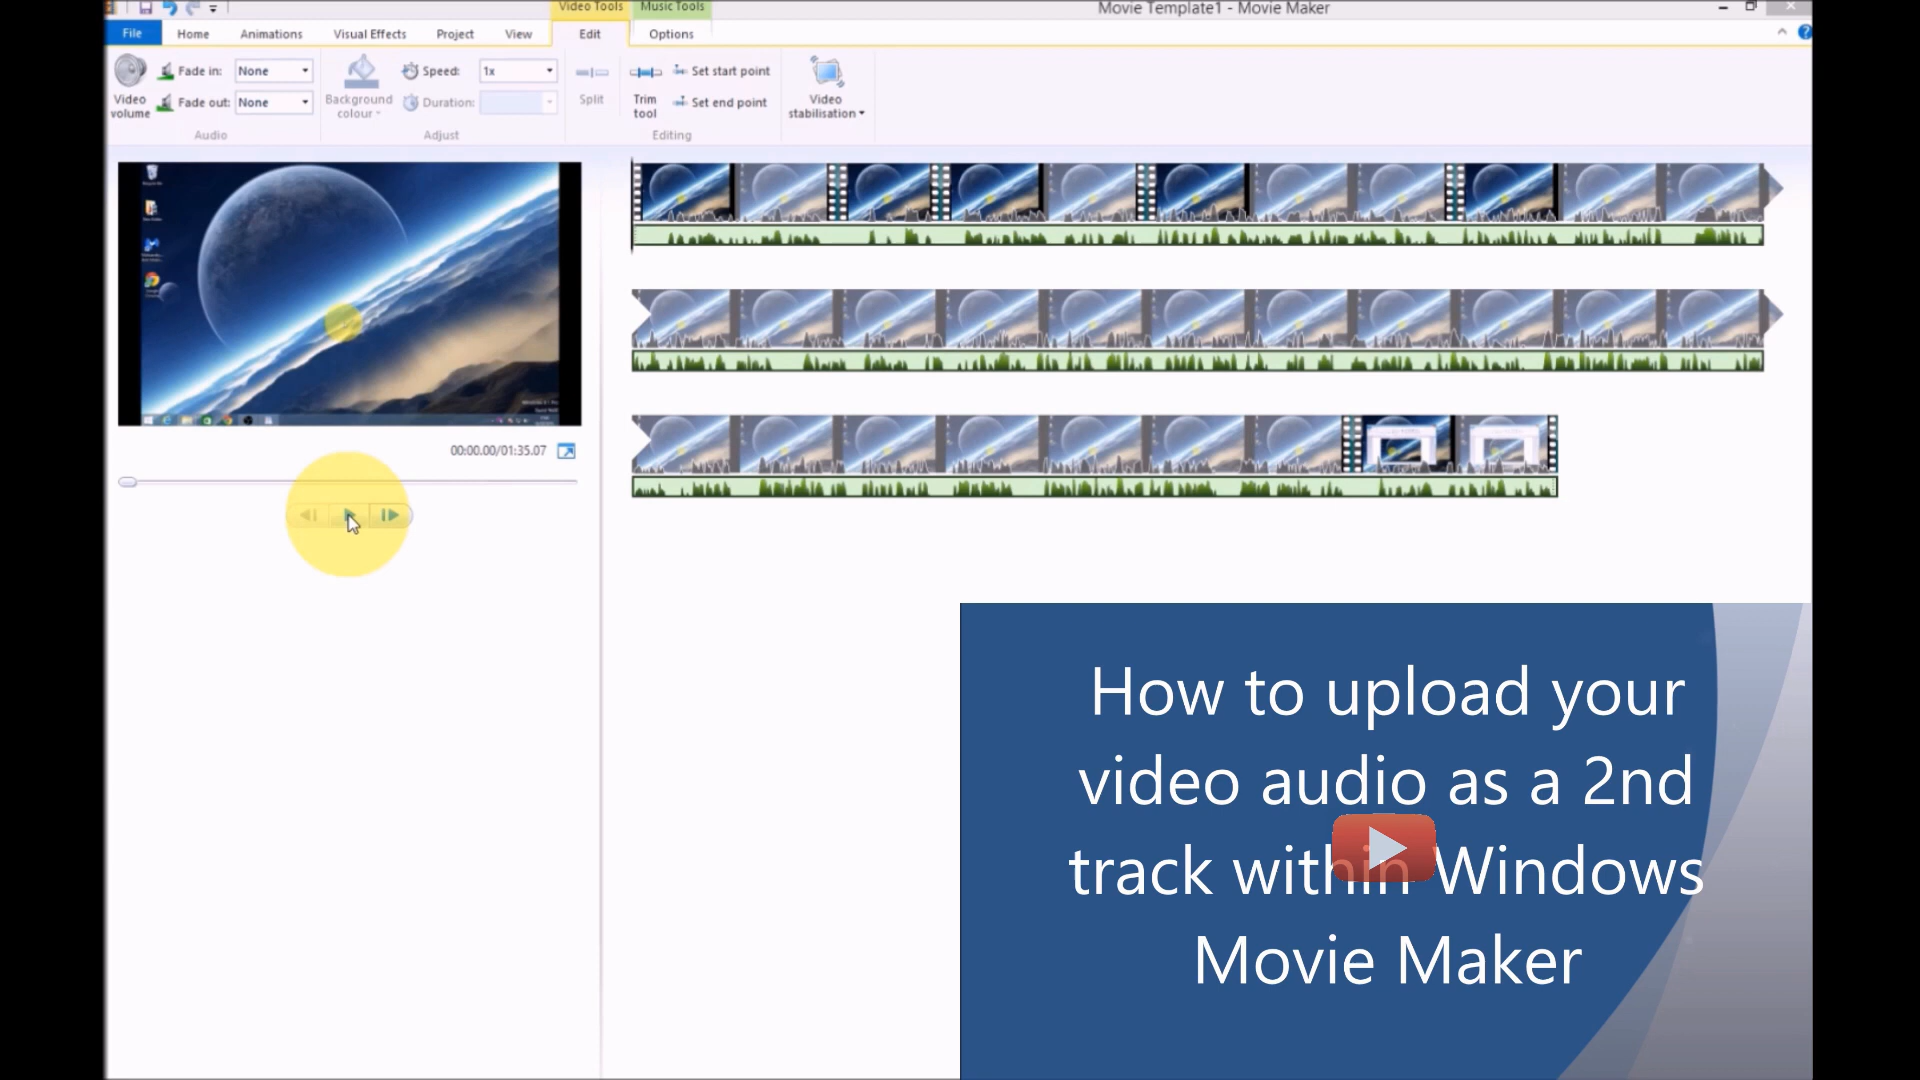 Video Tools
Music Tools
Movie Template1 - Movie Maker
File
Home
Animations
Visual Effects
Project
View
Edit
Options
Video volume
Fade in:
None
Fade out:
None
Audio
Background colour
Speed:
1x
Duration:
Adjust
Split
Trim tool
Set start point
Set end point
Editing
Video stabilisation
00:00.00/01:35.07
How to upload your
video audio as a 2nd
track within Windows
Movie Maker